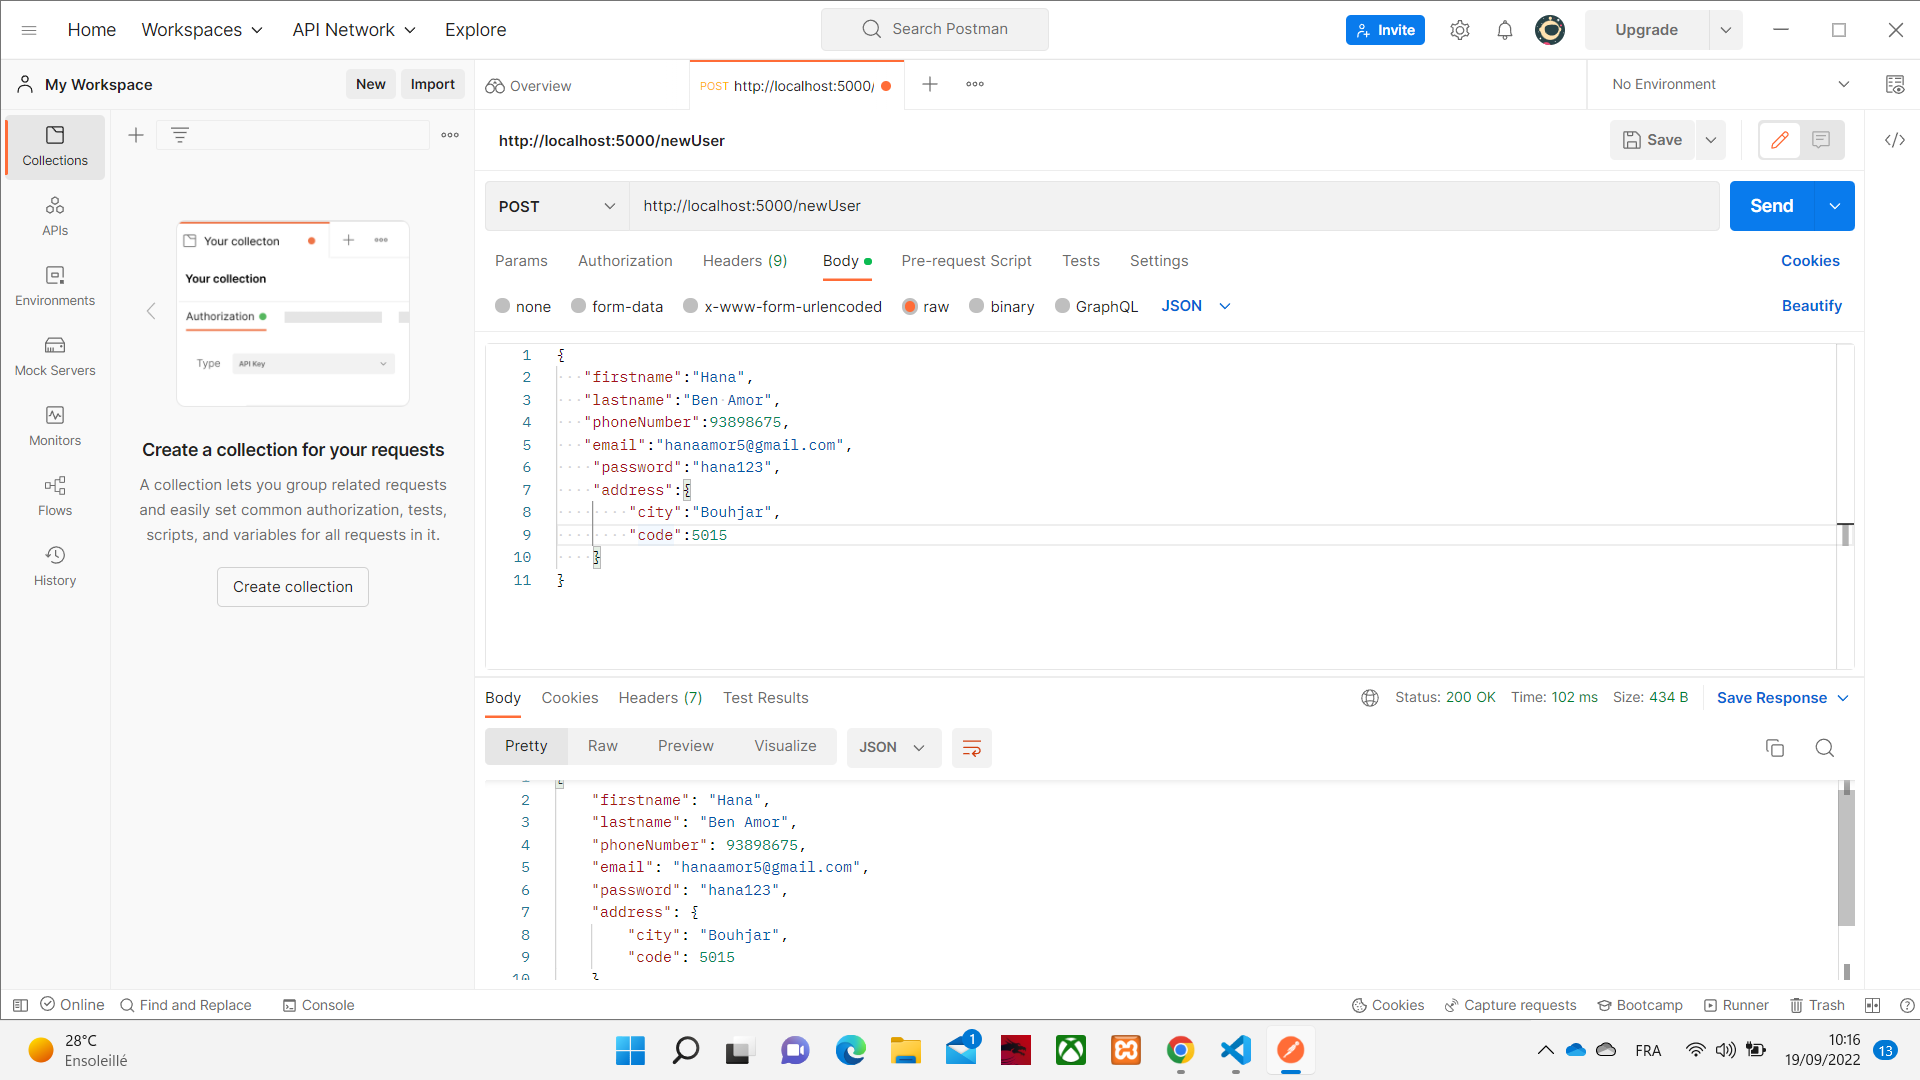 Home
Workspaces
API Network
Explore
Search Postman
Invite
Upgrade
My Workspace
New
Import
Overview
POST http://localhost:5000/
No Environment
Collections
APIs
Environments
Mock Servers
Monitors
Flows
History
Your collecton
Your collection
Authorization
Type
API Key
Create a collection for your requests
A collection lets you group related requests
and easily set common authorization, tests,
scripts, and variables for all requests in it.
Create collection
http://localhost:5000/newUser
Save
POST
http://localhost:5000/newUser
Send
Params
Authorization
Headers (9)
Body
Pre-request Script
Tests
Settings
Cookies
none
form-data
x-www-form-urlencoded
raw
binary
GraphQL
JSON
Beautify
1 {
2 "firstname":"Hana",
3 "lastname":"Ben Amor",
4 "phoneNumber":93898675,
5 "email":"hanaamor5@gmail.com",
6 "password":"hana123",
7 "address":{
8 "city":"Bouhjar",
9 "code":5015
10 }
11 }
Body
Cookies
Headers (7)
Test Results
Status: 200 OK
Time: 102 ms
Size: 434 B
Save Response
Pretty
Raw
Preview
Visualize
JSON
2 "firstname": "Hana",
3 "lastname": "Ben Amor",
4 "phoneNumber": 93898675,
5 "email": "hanaamor5@gmail.com",
6 "password": "hana123",
7 "address": {
8 "city": "Bouhjar",
9 "code": 5015
10 }
Online
Find and Replace
Console
Cookies
Capture requests
Bootcamp
Runner
Trash
28°C
Ensoleillé
1
FRA
10:16
19/09/2022
13